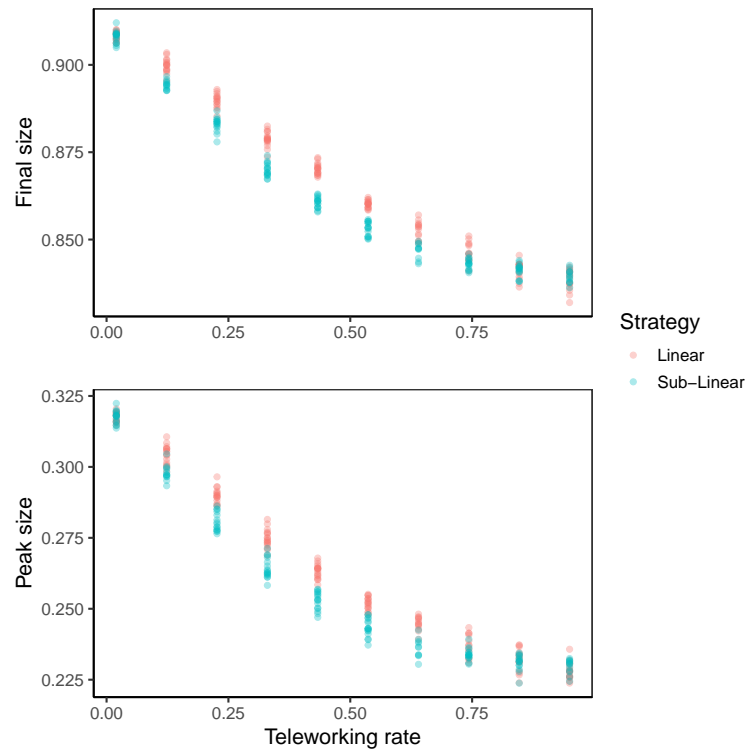 Final size
0.900
0.875
0.850
0.00 0.25 0.50 0.75
Strategy
Linear
Sub−Linear
Peak size
0.325
0.300
0.275
0.250
0.225
0.00 0.25 0.50 0.75
Teleworking rate